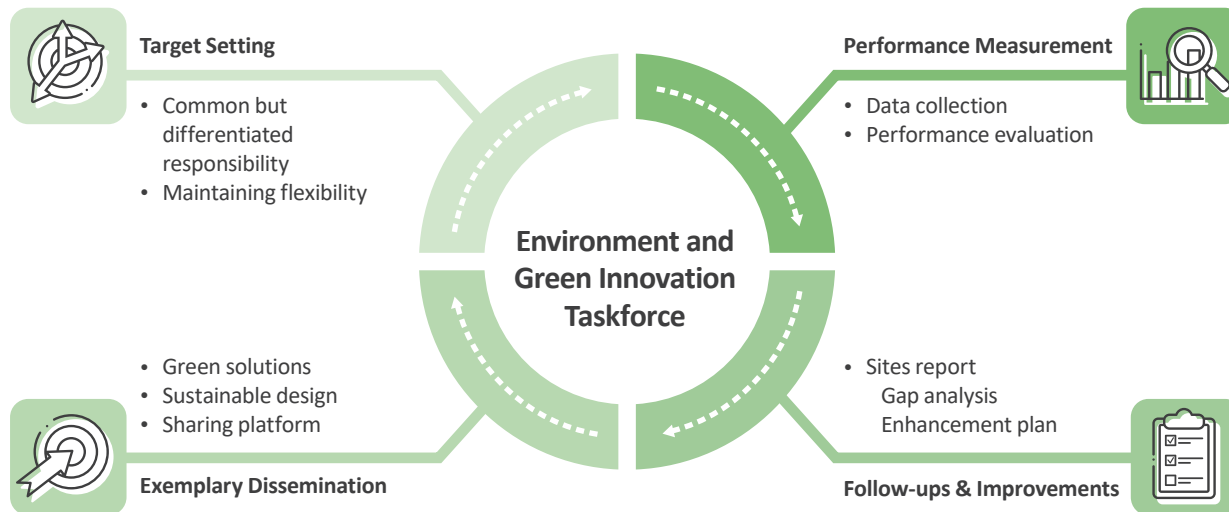 Target Setting
• Common but
differentiated
responsibility
• Maintaining flexibility
Performance Measurement
• Data collection
• Performance evaluation
Environment and
Green Innovation
Taskforce
• Green solutions
• Sustainable design
• Sharing platform
Exemplary Dissemination
• Sites report
Gap analysis
Enhancement plan
Follow-ups & Improvements